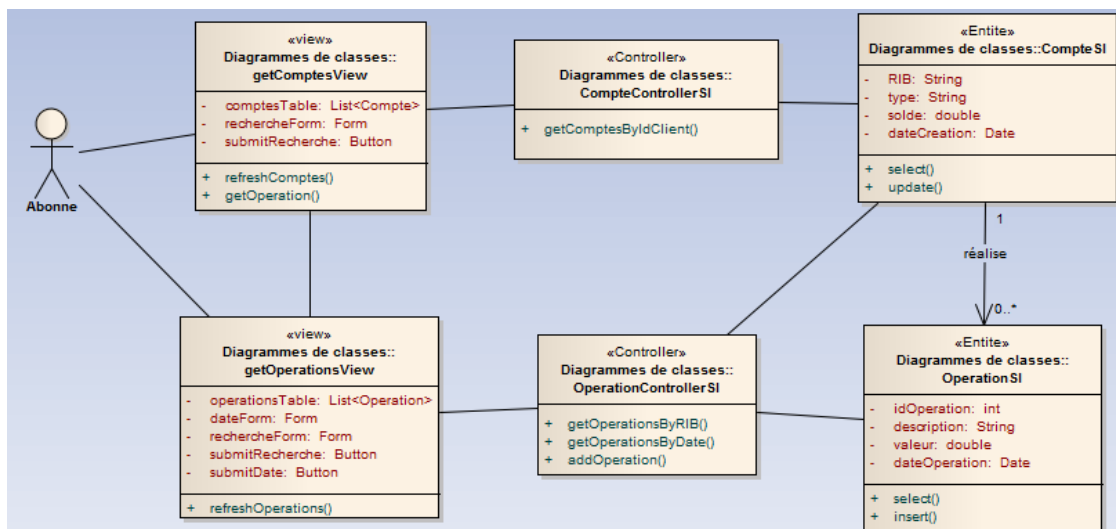 «view»
Diagrammes de classes::
getComptesView
- comptesTable: List<Compte>
- rechercheForm: Form
- submitRecherche: Button
+ refreshComptes()
+ getOperation()
«Controller»
Diagrammes de classes::
CompteControllerSI
+ getComptesByIdClient()
«Entite»
Diagrammes de classes::CompteSI
- RIB: String
- type: String
- solde: double
- dateCreation: Date
+ select()
+ update()
Abonne
1
réalise
0..*
«view»
Diagrammes de classes::
getOperationsView
- operationsTable: List<Operation>
- dateForm: Form
- rechercheForm: Form
- submitRecherche: Button
- submitDate: Button
+ refreshOperations()
«Controller»
Diagrammes de classes::
OperationControllerSI
+ getOperationsByRIB()
+ getOperationsByDate()
+ addOperation()
«Entite»
Diagrammes de classes::
OperationSI
- idOperation: int
- description: String
- valeur: double
- dateOperation: Date
+ select()
+ insert()